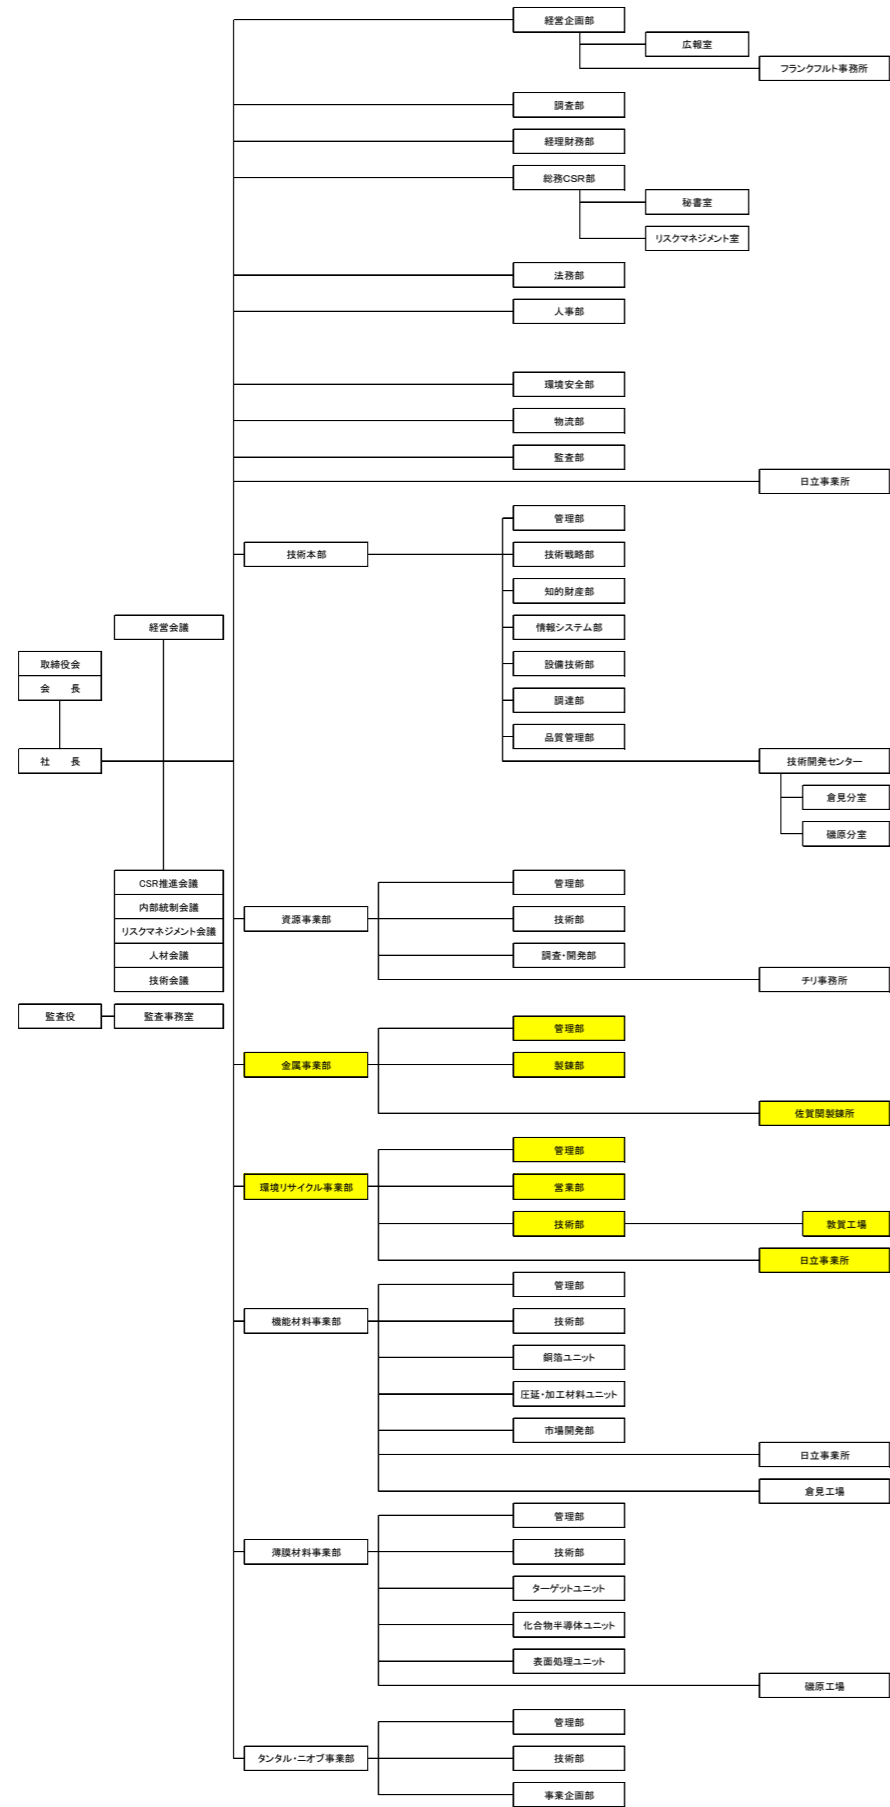 経営企画部
広報室
フランクフルト事務所
調査部
経理財務部
総務CSR部
秘書室
リスクマネジメント室
法務部
人事部
環境安全部
物流部
監査部
日立事業所
管理部
技術本部
技術戦略部
知的財産部
経営会議
情報システム部
取締役会
設備技術部
会　長
調達部
品質管理部
社　長
技術開発センター
倉見分室
磯原分室
CSR推進会議
管理部
内部統制会議
資源事業部
技術部
リスクマネジメント会議
人材会議
調査・開発部
技術会議
チリ事務所
監査役
監査事務室
管理部
金属事業部
製錬部
佐賀関製錬所
管理部
環境リサイクル事業部
営業部
技術部
敦賀工場
日立事業所
管理部
機能材料事業部
技術部
銅箔ユニット
圧延・加工材料ユニット
市場開発部
日立事業所
倉見工場
管理部
薄膜材料事業部
技術部
ターゲットユニット
化合物半導体ユニット
表面処理ユニット
磯原工場
管理部
タンタル・ニオブ事業部
技術部
事業企画部